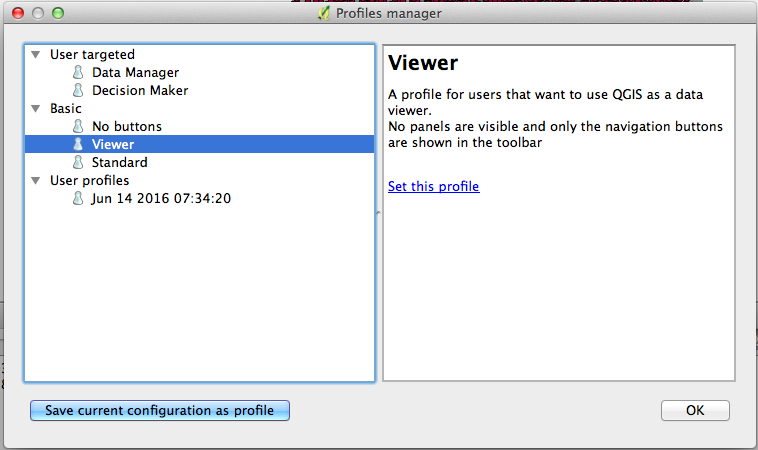 Profiles manager
User targeted
Data Manager
Decision Maker
Basic
No buttons
Viewer
Standard
User profiles
Jun 14 2016 07:34:20
Viewer
A profile for users that want to use QGIS as a data
viewer.
No panels are visible and only the navigation buttons
are shown in the toolbar
Set this profile
Save current configuration as profile
OK